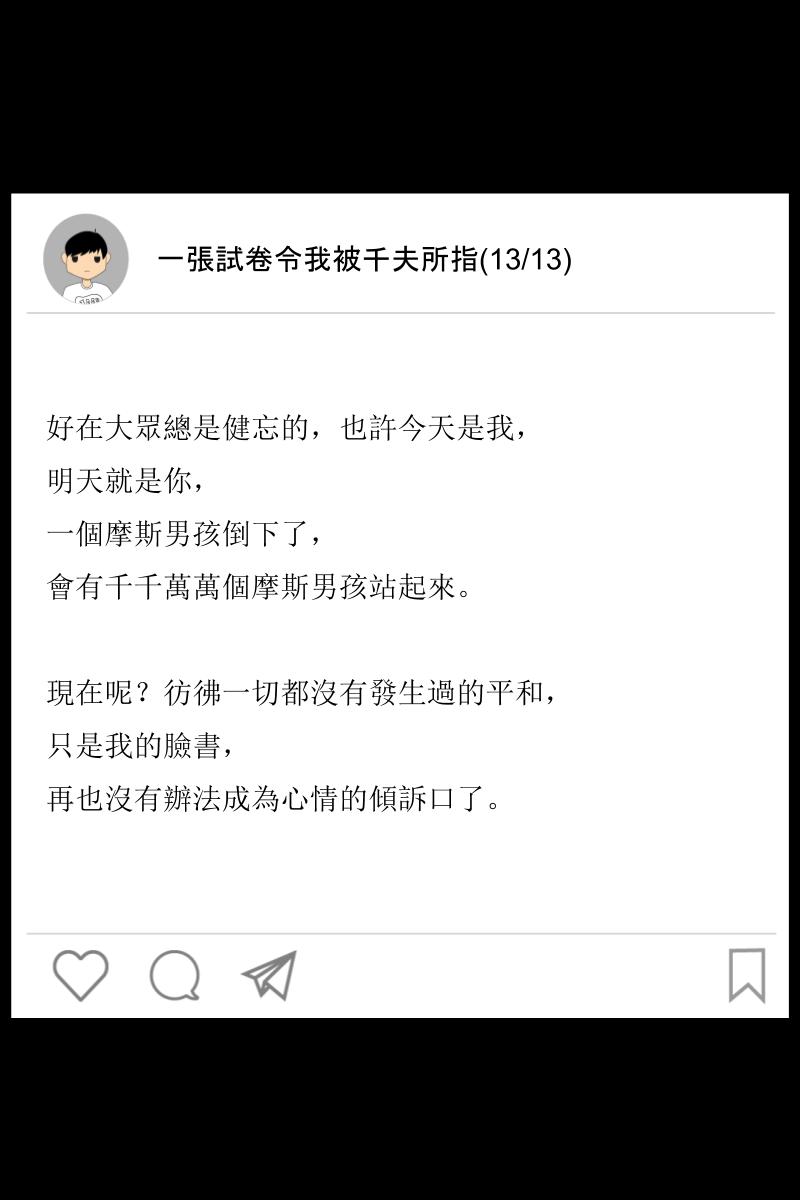 一張試卷令我被千夫所指(13/13)
好在大眾總是健忘的，也許今天是我，
明天就是你，
一個摩斯男孩倒下了，
會有千千萬萬個摩斯男孩站起來。
現在呢？彷彿一切都沒有發生過的平和，
只是我的臉書，
再也沒有辦法成為心情的傾訴口了。